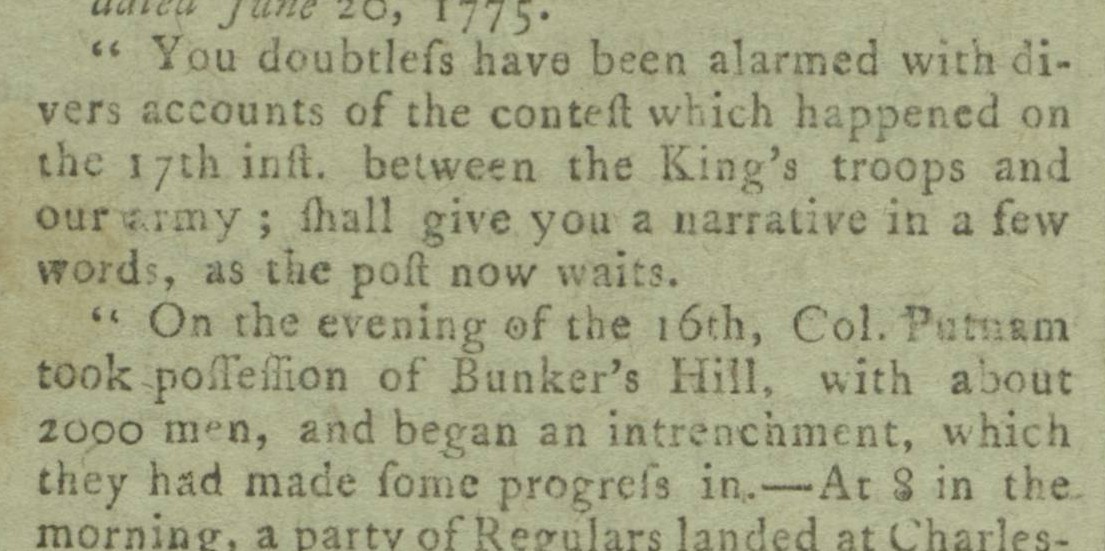 dated June 20, 1775.
“ You doubtleſs have been alarmed with di-
vers accounts of the conteſt which happened on
the 17th inſt. between the King's troops and
our army ; ſhall give you a narrative in a few
words, as the poſt now waits.
“ On the evening of the 16th, Col. Putnam
took poſſeſſion of Bunker's Hill, with about
2000 men, and began an intrenchment, which
they had made ſome progreſs in.—At 8 in the
morning, a party of Regulars landed at Charles-